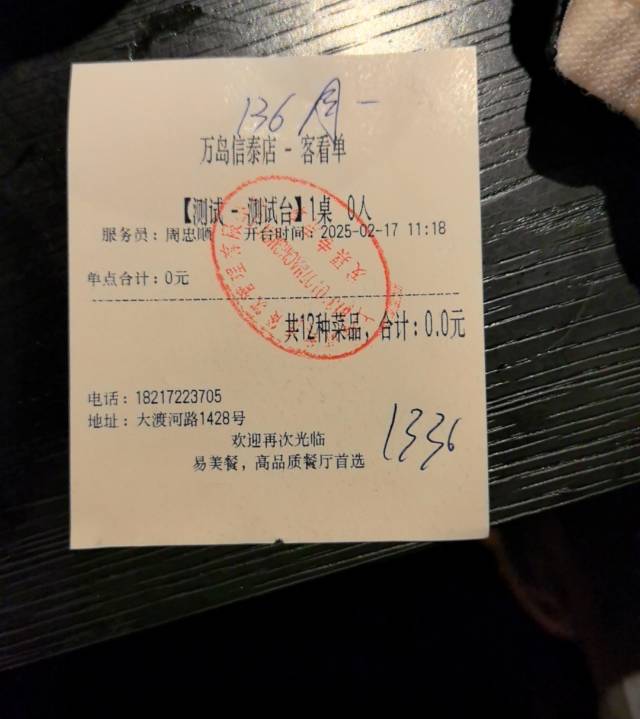 136 周一
万岛信泰店 - 客看单
【测试 - 测试台】1桌 0人
服务员：周忠顺 开台时间：2025-02-17 11:18
单点合计：0元
共12种菜品，合计：0.0元
电话：18217223705
地址：大渡河路1428号
1336
欢迎再次光临
易美餐，高品质餐厅首选